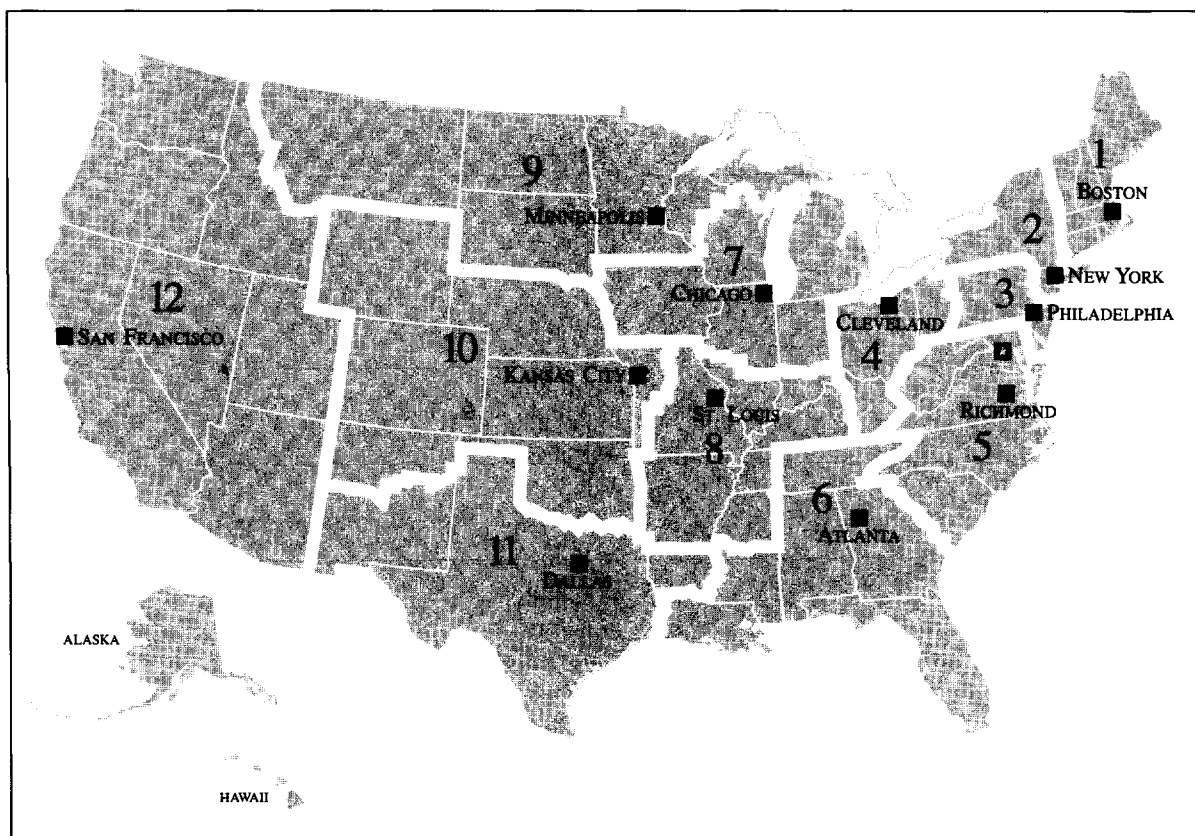 1
BOSTON
9
MINNEAPOLIS
2
7
NEW YORK
12
CHICAGO
3
CLEVELAND
PHILADELPHIA
SAN FRANCISCO
10
4
KANSAS CITY
RICHMOND
ST. LOUIS
8
5
6
ATLANTA
11
DALLAS
ALASKA
HAWAII